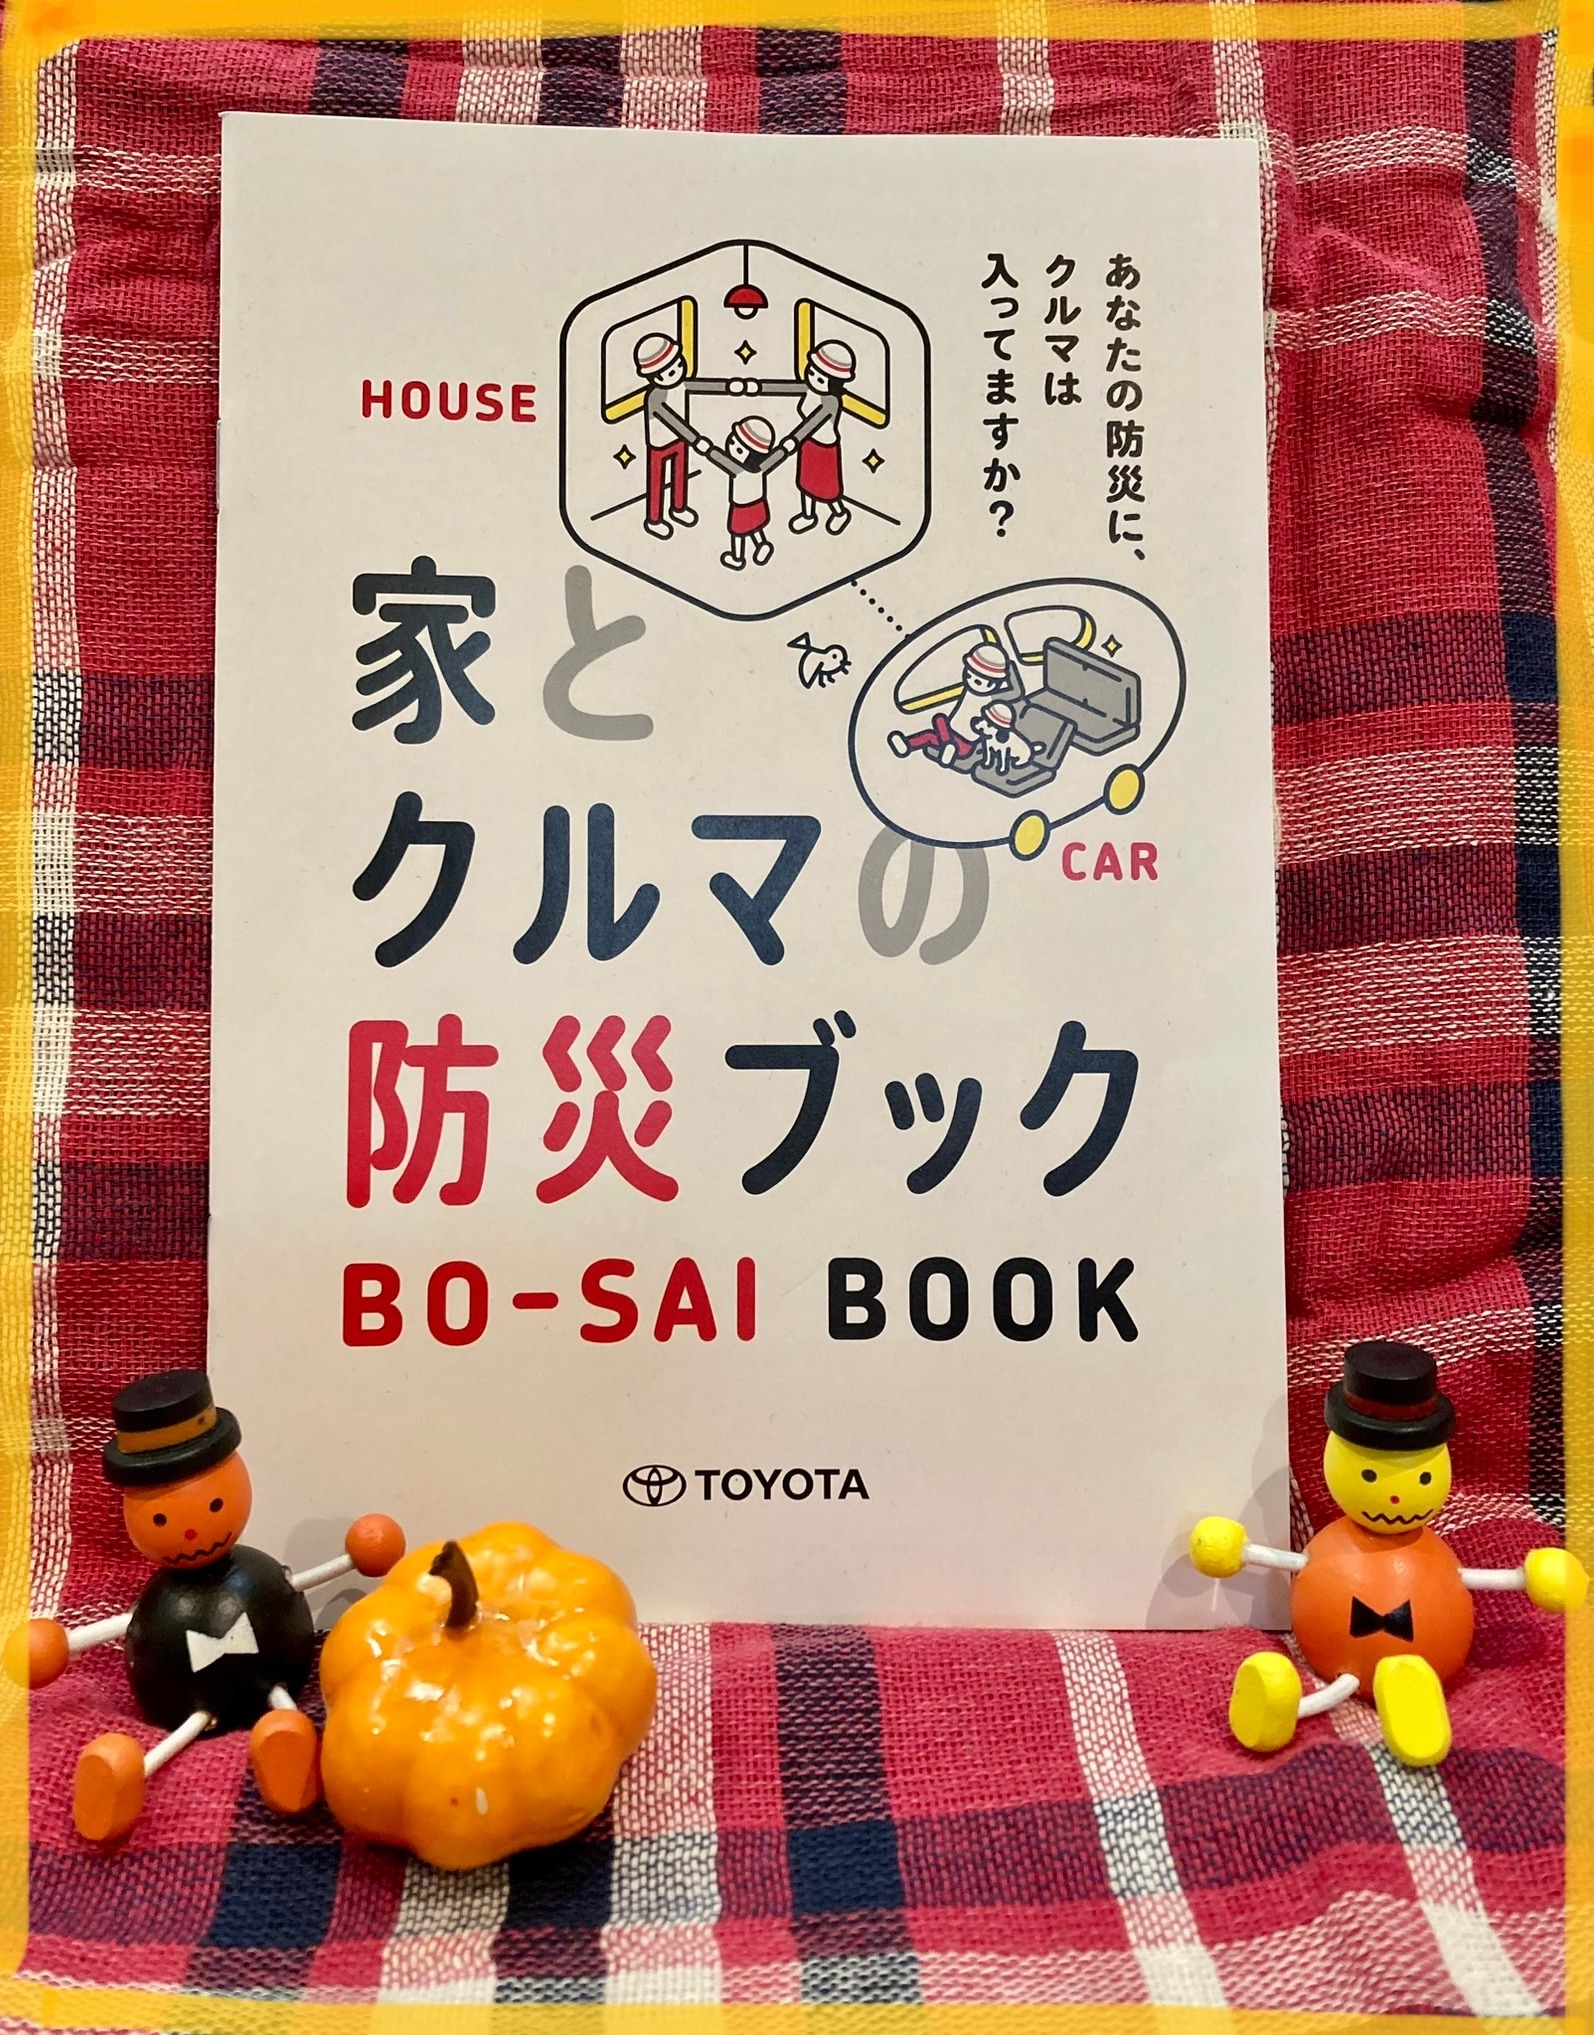 あなたの防災に、
クルマは
入ってますか?
HOUSE
家と
クルマの
CAR
防災ブック
BO-SAI BOOK
TOYOTA